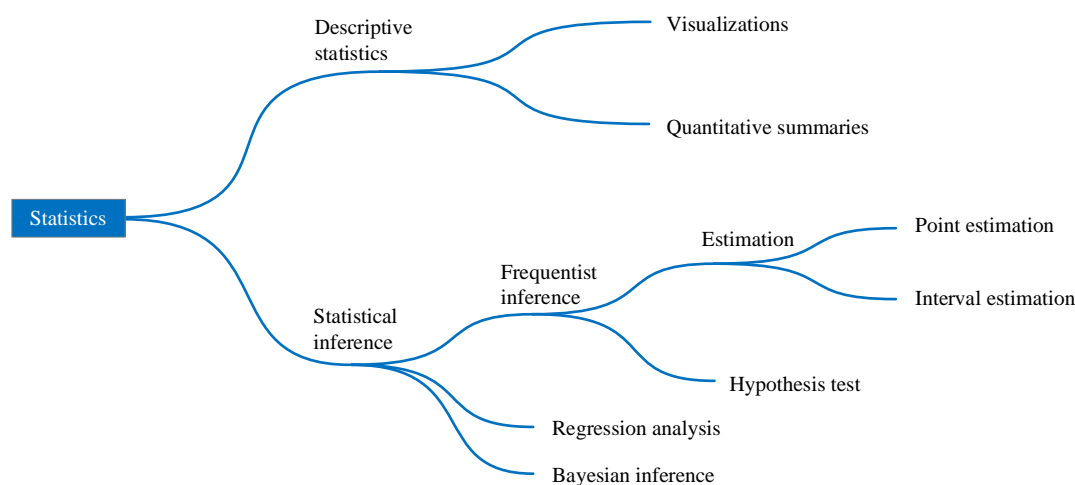 Descriptive
statistics
Visualizations
Quantitative summaries
Statistics
Statistical
inference
Frequentist
inference
Estimation
Point estimation
Interval estimation
Hypothesis test
Regression analysis
Bayesian inference